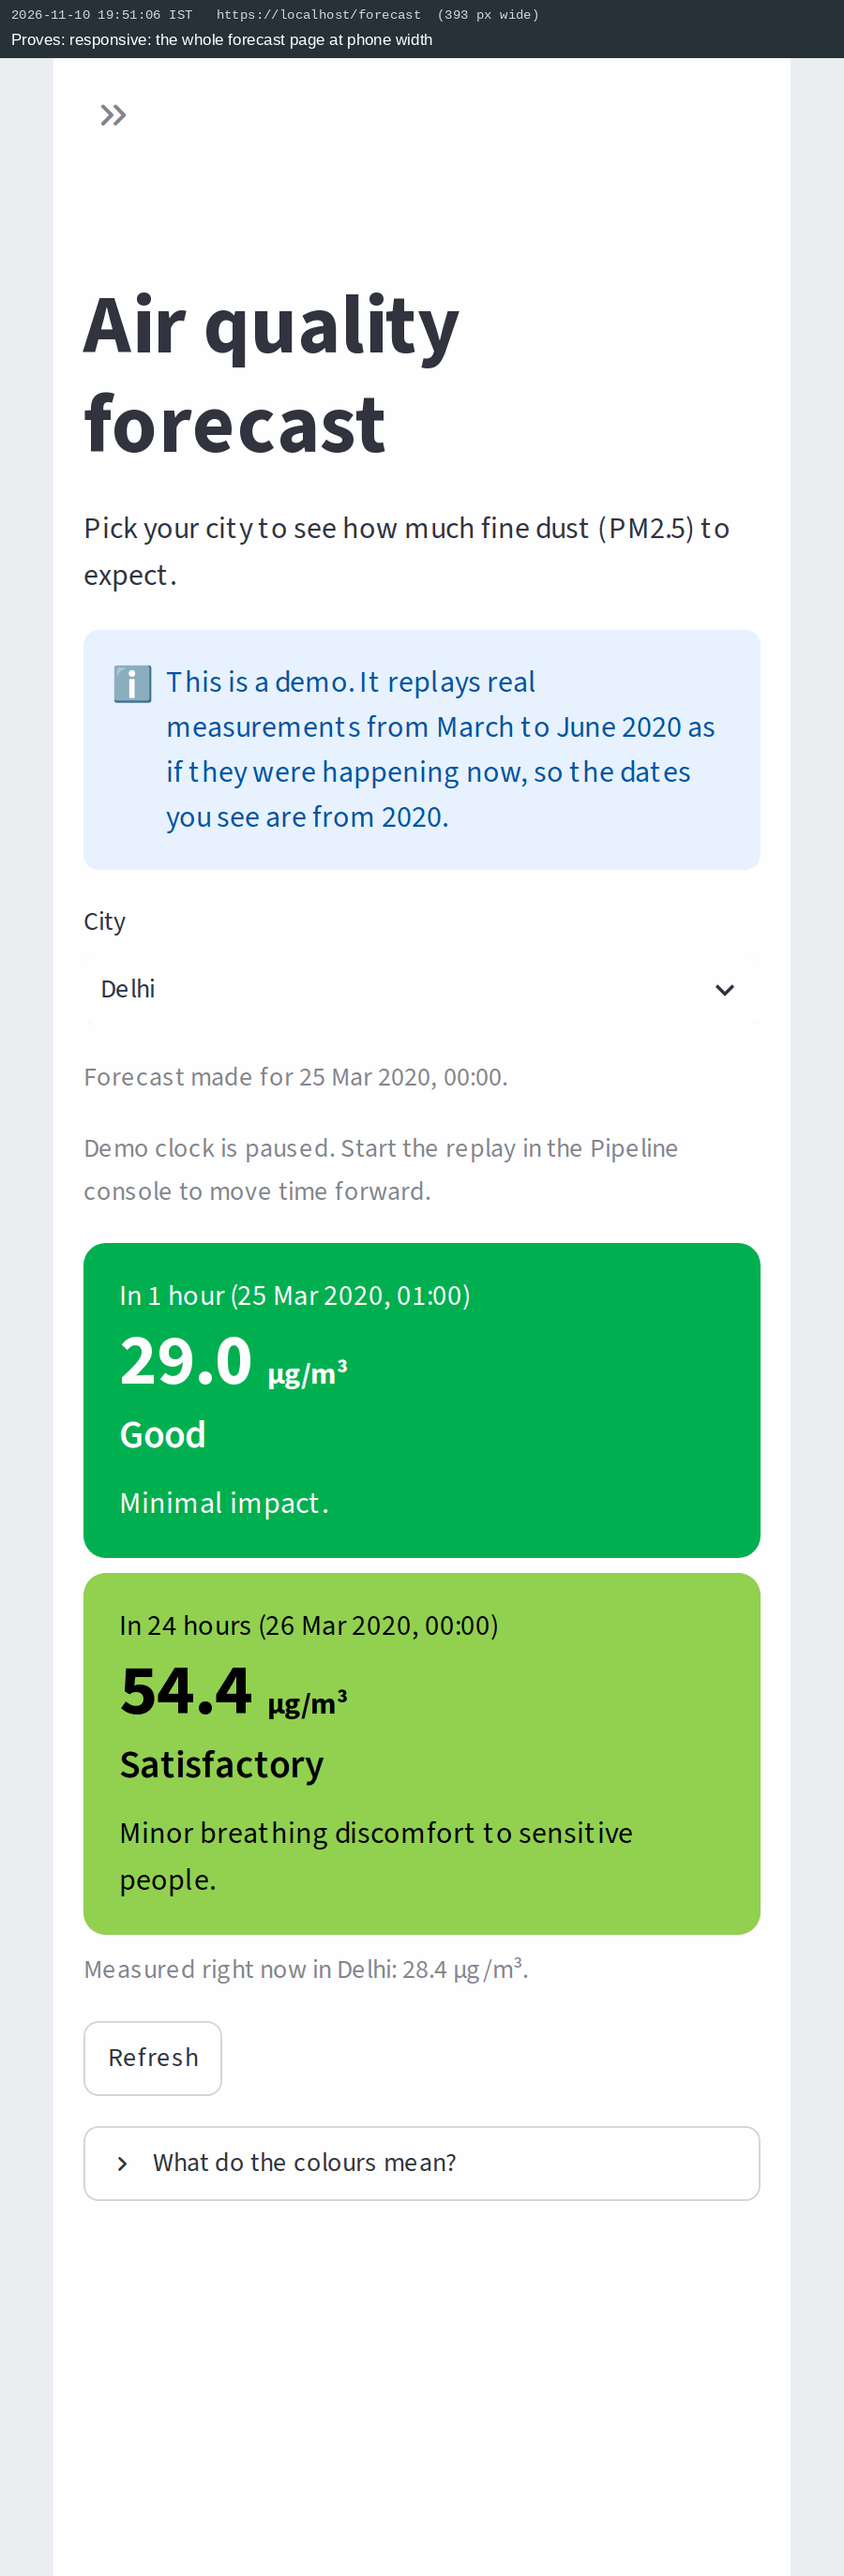 2026-11-10 19:51:06 IST https://localhost/forecast (393 px wide)
Proves: responsive: the whole forecast page at phone width
Air quality
forecast
Pick your city to see how much fine dust (PM2.5) to
expect.
This is a demo. It replays real
measurements from March to June 2020 as
if they were happening now, so the dates
you see are from 2020.
City
Delhi
Forecast made for 25 Mar 2020, 00:00.
Demo clock is paused. Start the replay in the Pipeline
console to move time forward.
In 1 hour (25 Mar 2020, 01:00)
29.0 µg/m³
Good
Minimal impact.
In 24 hours (26 Mar 2020, 00:00)
54.4 µg/m³
Satisfactory
Minor breathing discomfort to sensitive
people.
Measured right now in Delhi: 28.4 µg/m³.
Refresh
What do the colours mean?